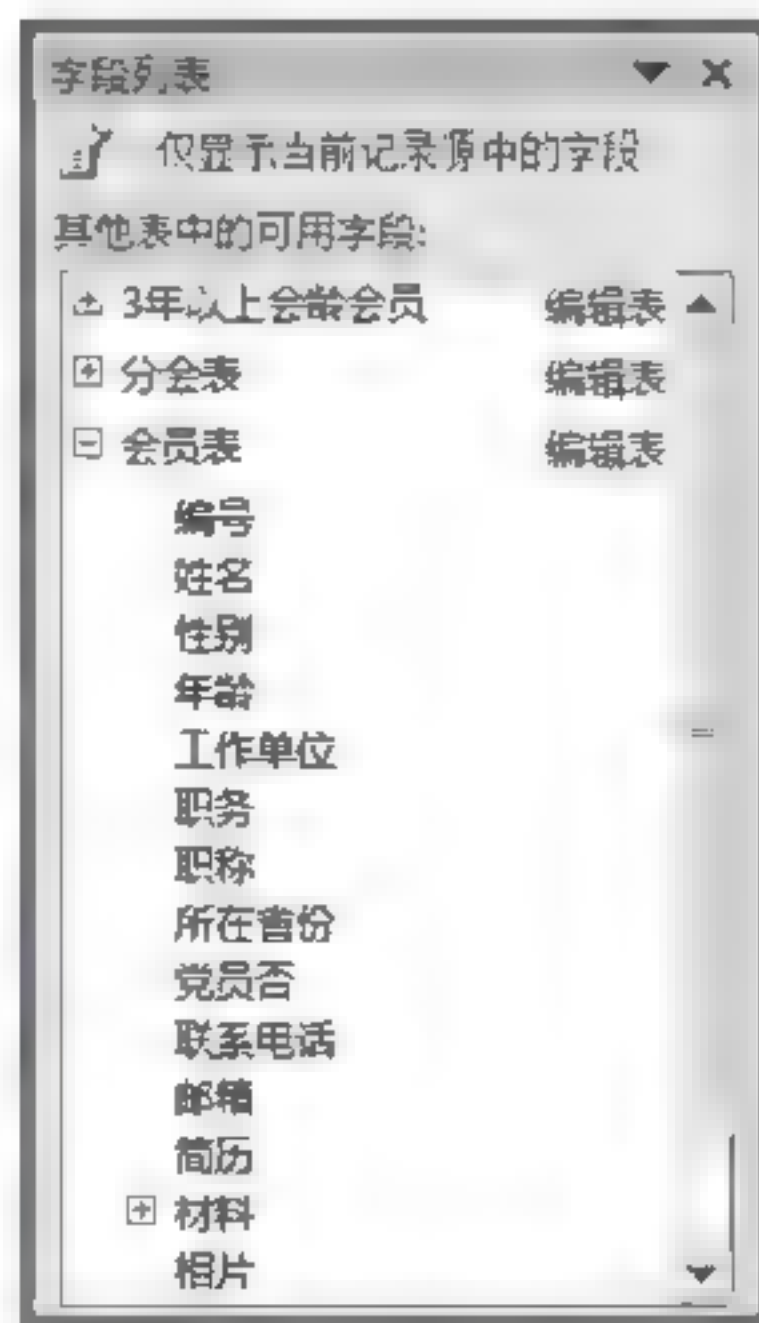 字段列表
仅显示当前记录源中的字段
其他表中的可用字段:
3年以上会龄会员 编辑表
分会表 编辑表
会员表 编辑表
编号
姓名
性别
年龄
工作单位
职务
职称
所在省份
党员否
联系电话
邮箱
简历
材料
相片